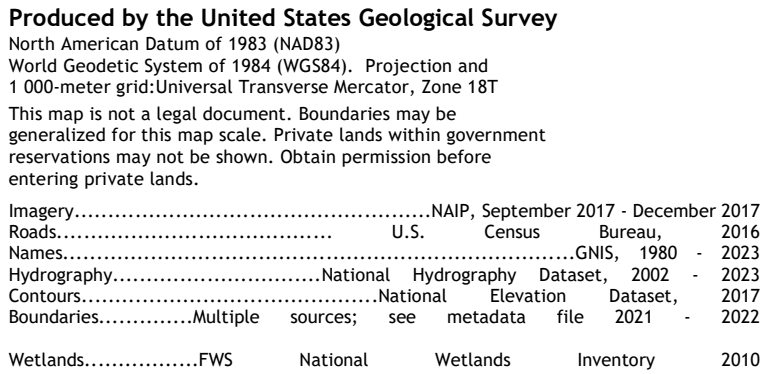 Produced by the United States Geological Survey
North American Datum of 1983 (NAD83)
World Geodetic System of 1984 (WGS84).  Projection and
1 000-meter grid:Universal Transverse Mercator, Zone 18T
This map is not a legal document. Boundaries may be
generalized for this map scale. Private lands within government
reservations may not be shown. Obtain permission before
entering private lands.
Imagery.....................................................NAIP, September 2017 - December 2017
Roads......................................... U.S. Census Bureau, 2016
Names............................................................................GNIS, 1980 - 2023
Hydrography...............................National Hydrography Dataset, 2002 - 2023
Contours............................................National Elevation Dataset, 2017
Boundaries..............Multiple sources; see metadata file 2021 - 2022
Wetlands.................FWS National Wetlands Inventory 2010